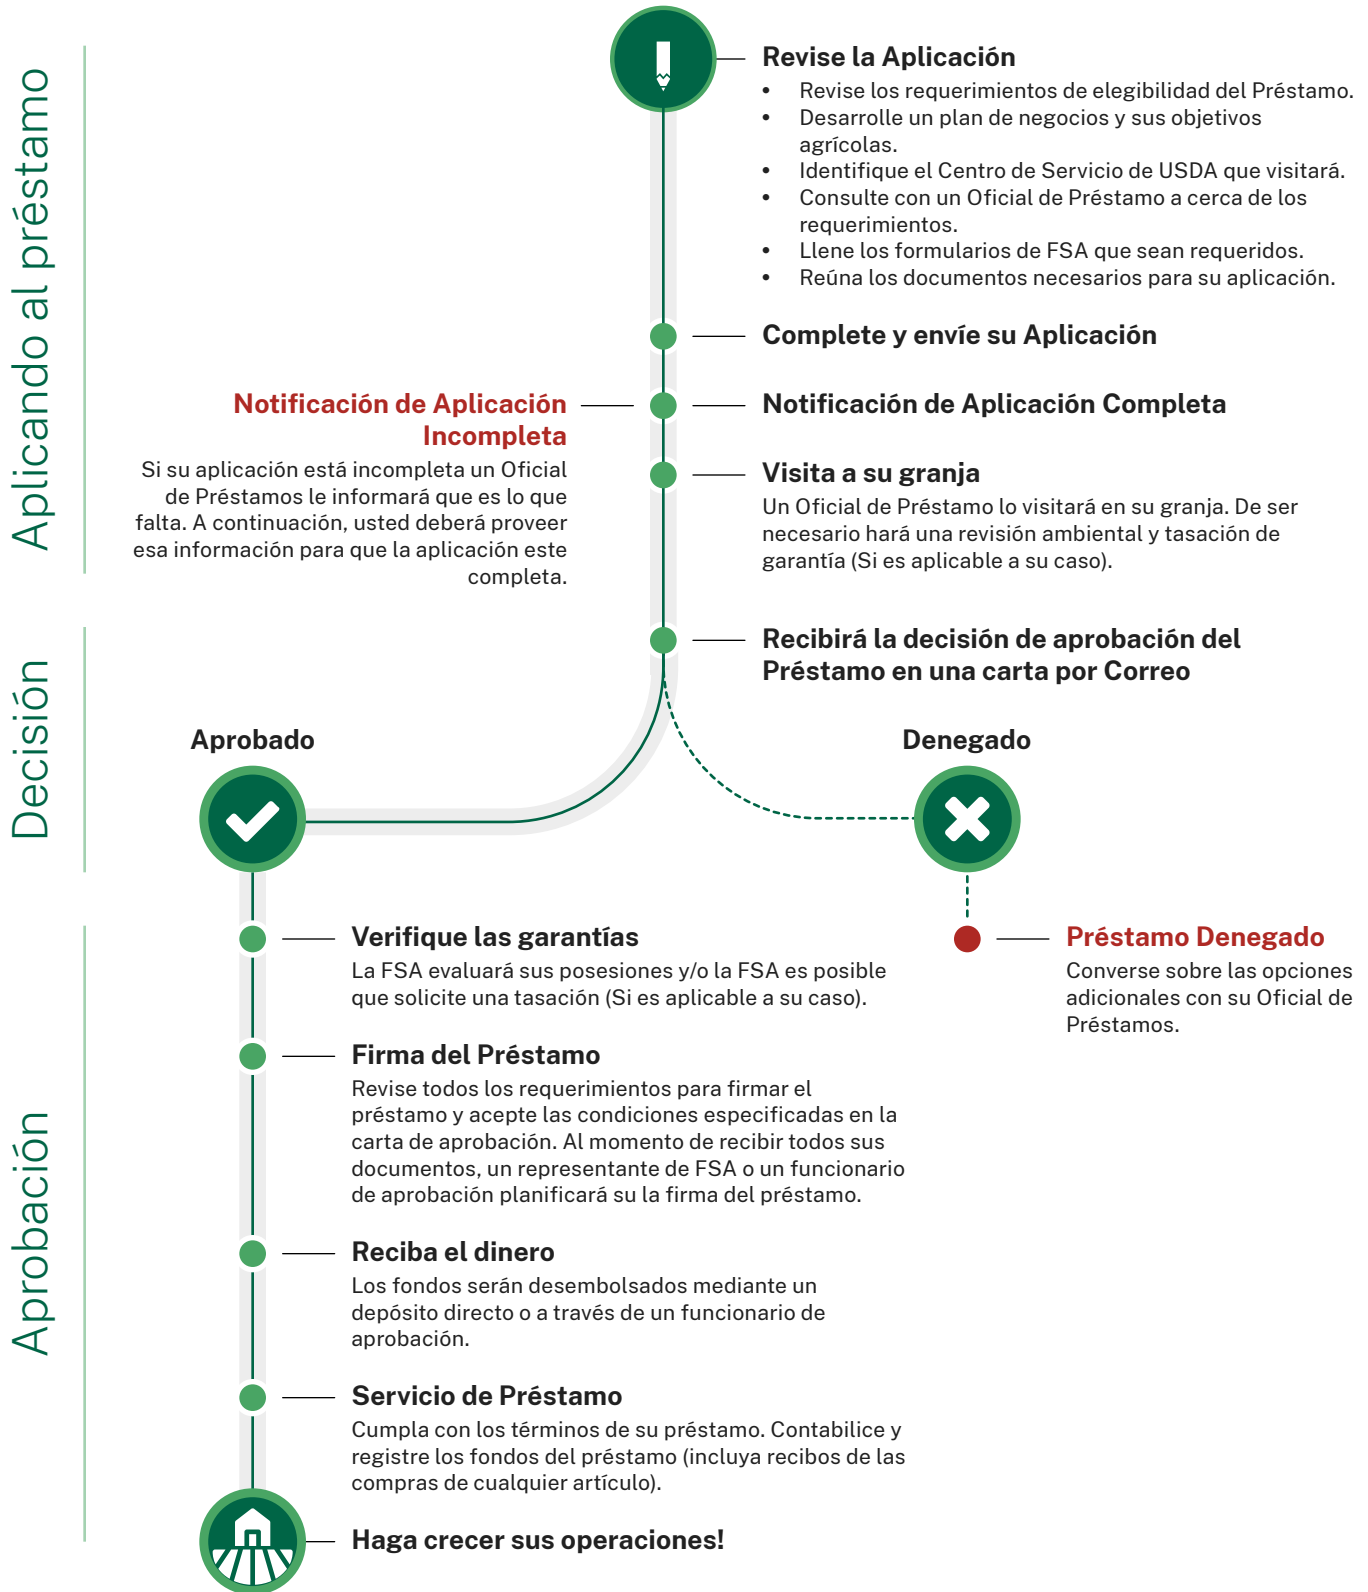 Aplicando al préstamo
Revise la Aplicación
• Revise los requerimientos de elegibilidad del Préstamo.
• Desarrolle un plan de negocios y sus objetivos
agrícolas.
• Identifique el Centro de Servicio de USDA que visitará.
• Consulte con un Oficial de Préstamo a cerca de los
requerimientos.
• Llene los formularios de FSA que sean requeridos.
• Reúna los documentos necesarios para su aplicación.
Complete y envíe su Aplicación
Notificación de Aplicación
Incompleta
Si su aplicación está incompleta un Oficial
de Préstamos le informará que es lo que
falta. A continuación, usted deberá proveer
esa información para que la aplicación este
completa.
Notificación de Aplicación Completa
Visita a su granja
Un Oficial de Préstamo lo visitará en su granja. De ser
necesario hará una revisión ambiental y tasación de
garantía (Si es aplicable a su caso).
Decisión
Recibirá la decisión de aprobación del
Préstamo en una carta por Correo
Aprobado
Denegado
Aprobación
Verifique las garantías
La FSA evaluará sus posesiones y/o la FSA es posible
que solicite una tasación (Si es aplicable a su caso).
Préstamo Denegado
Converse sobre las opciones
adicionales con su Oficial de
Préstamos.
Firma del Préstamo
Revise todos los requerimientos para firmar el
préstamo y acepte las condiciones especificadas en la
carta de aprobación. Al momento de recibir todos sus
documentos, un representante de FSA o un funcionario
de aprobación planificará su la firma del préstamo.
Reciba el dinero
Los fondos serán desembolsados mediante un
depósito directo o a través de un funcionario de
aprobación.
Servicio de Préstamo
Cumpla con los términos de su préstamo. Contabilice y
registre los fondos del préstamo (incluya recibos de las
compras de cualquier artículo).
Haga crecer sus operaciones!